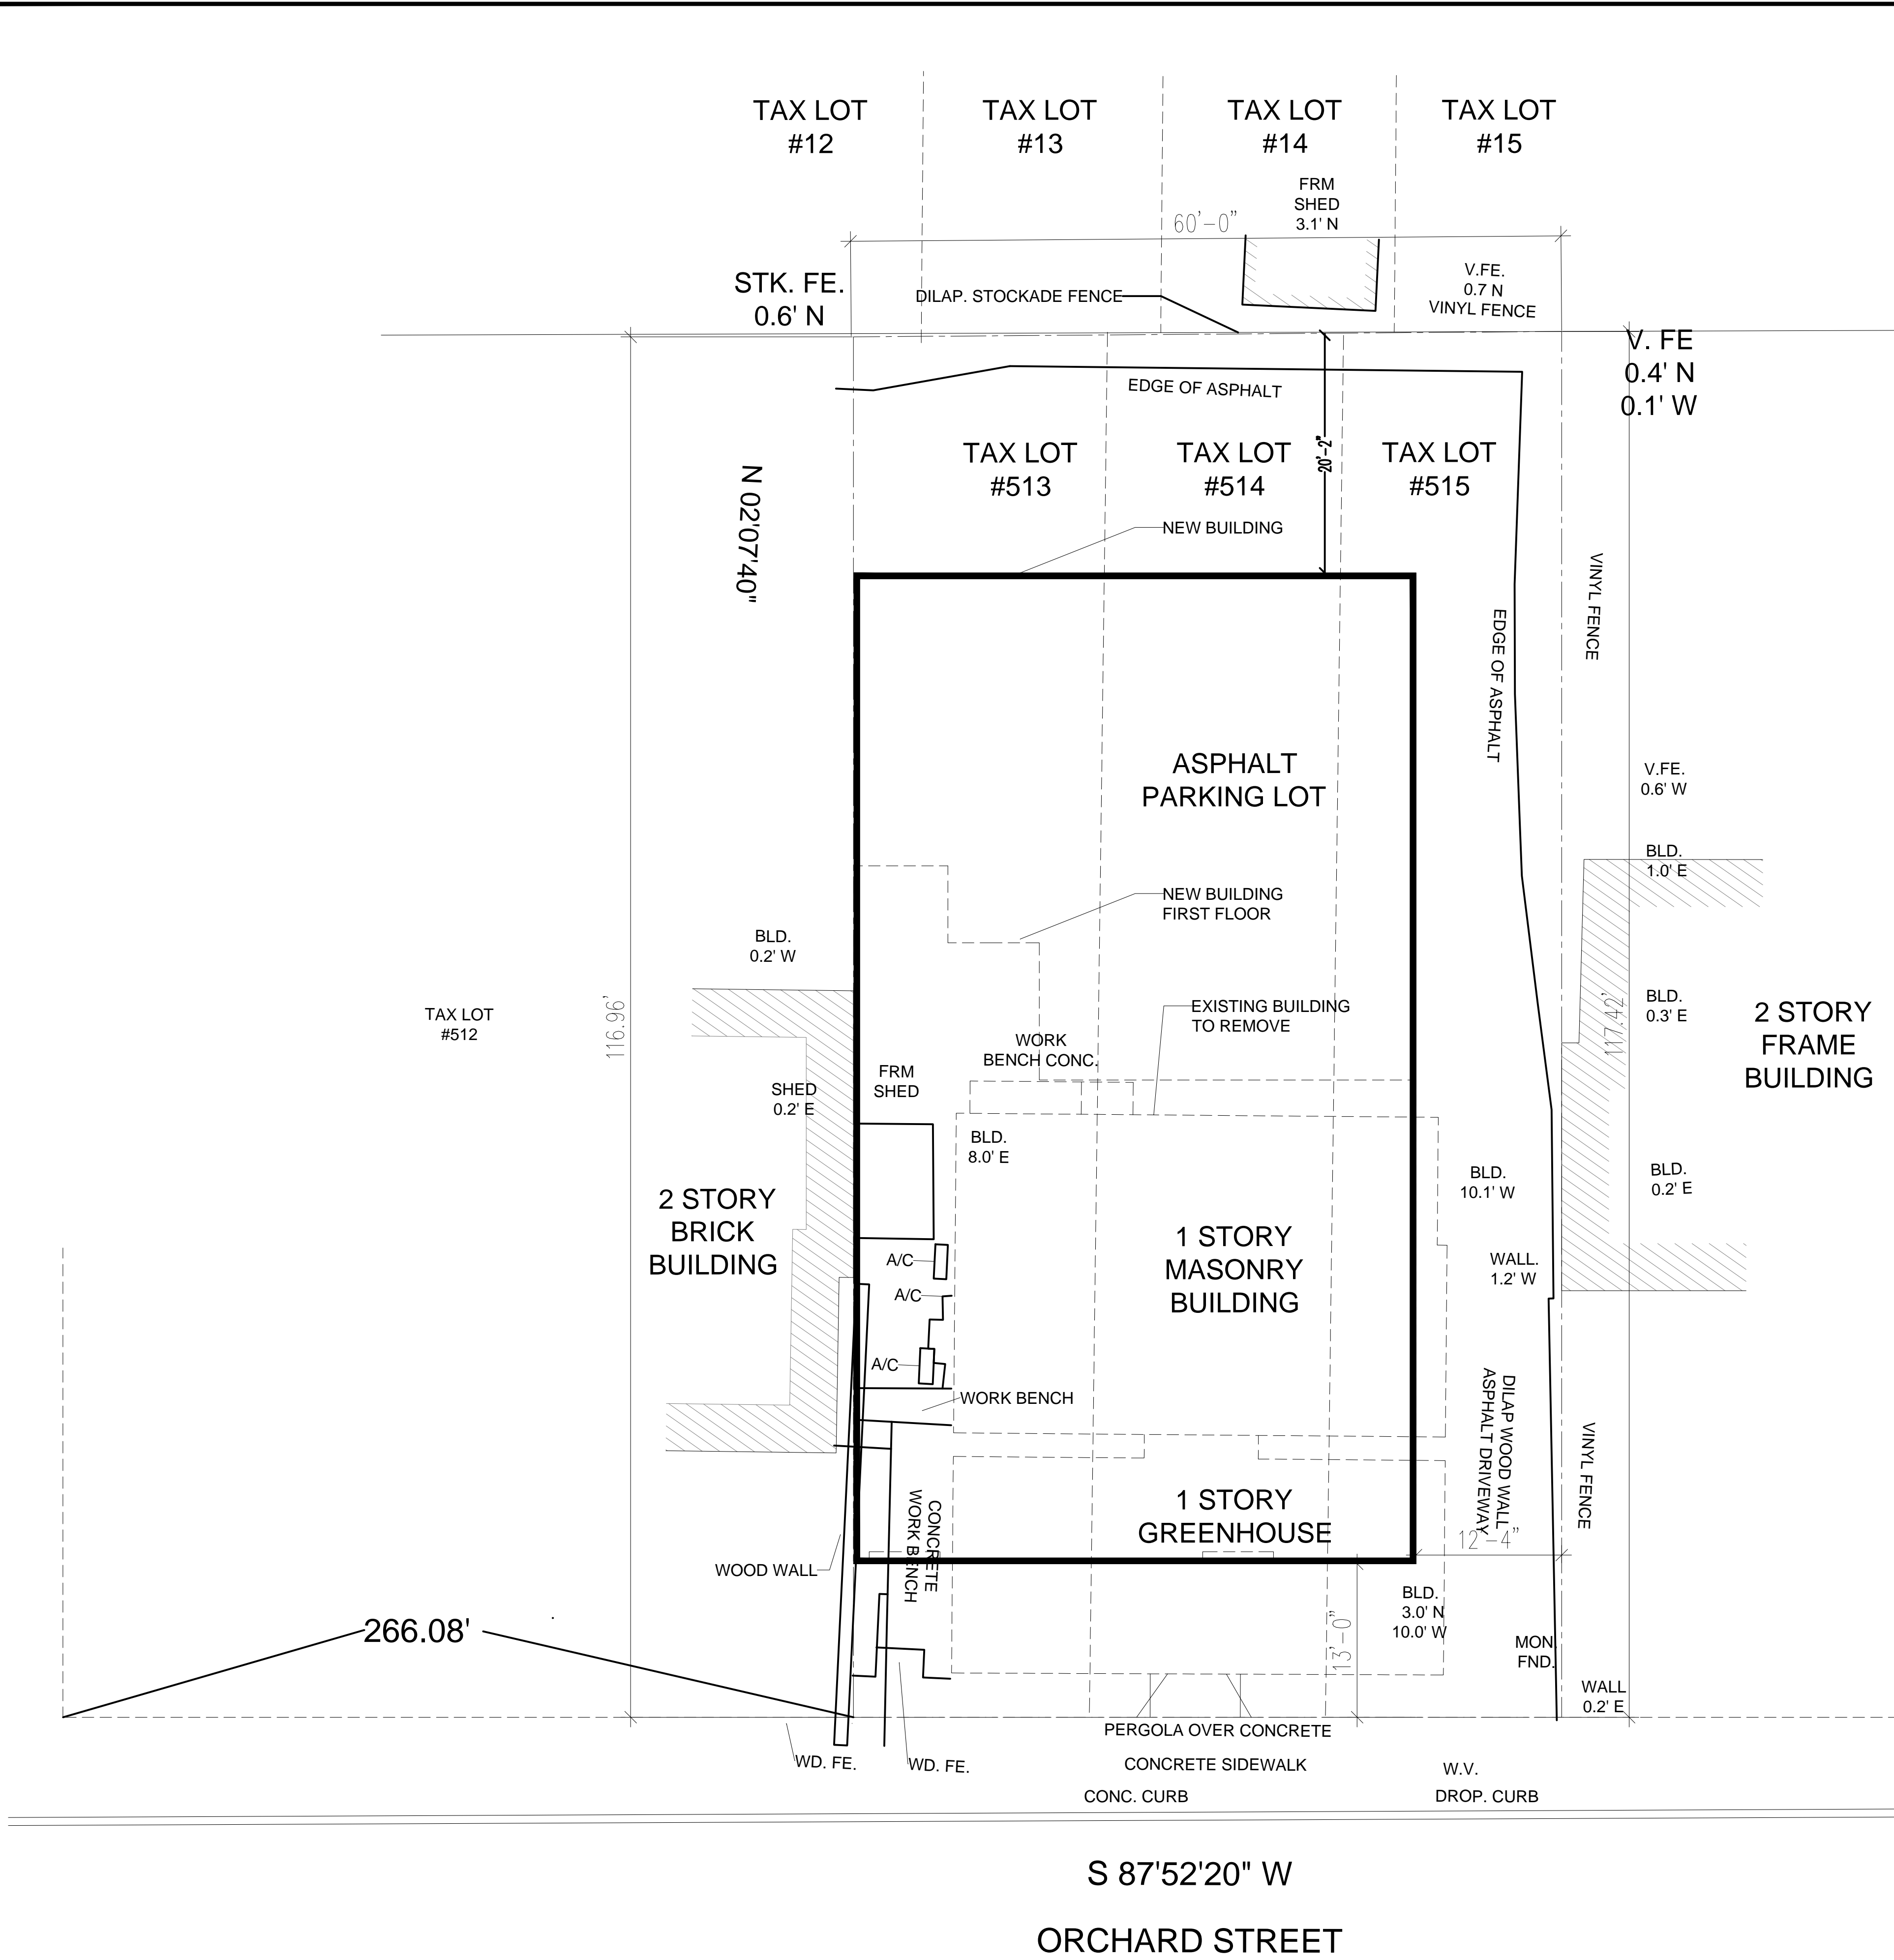 TAX LOT
#12
TAX LOT
#13
TAX LOT
#14
TAX LOT
#15
FRM
SHED
3.1' N
60'-0"
STK. FE.
0.6' N
DILAP. STOCKADE FENCE
V.FE.
0.7 N
VINYL FENCE
V. FE
0.4' N
0.1' W
EDGE OF ASPHALT
TAX LOT
#513
TAX LOT
#514
20'-2"
TAX LOT
#515
N 02'07'40"
NEW BUILDING
VINYL FENCE
EDGE OF ASPHALT
ASPHALT
PARKING LOT
V.FE.
0.6' W
BLD.
1.0' E
NEW BUILDING
FIRST FLOOR
BLD.
0.2' W
TAX LOT
#512
116.96'
EXISTING BUILDING
TO REMOVE
WORK
BENCH CONC.
BLD.
0.3' E
117.42'
2 STORY
FRAME
BUILDING
SHED
0.2' E
FRM
SHED
BLD.
8.0' E
BLD.
10.1' W
BLD.
0.2' E
2 STORY
BRICK
BUILDING
1 STORY
MASONRY
BUILDING
A/C
A/C
A/C
WALL.
1.2' W
WORK BENCH
DILAP WOOD WALL
ASPHALT DRIVEWAY
VINYL FENCE
CONCRETE
WORK BENCH
1 STORY
GREENHOUSE
12'-4"
WOOD WALL
BLD.
3.0' N
10.0' W
13'-0"
266.08'
MON.
FND.
WALL
0.2' E
PERGOLA OVER CONCRETE
WD. FE.
WD. FE.
CONCRETE SIDEWALK
W.V.
CONC. CURB
DROP. CURB
S 87'52'20" W
ORCHARD STREET